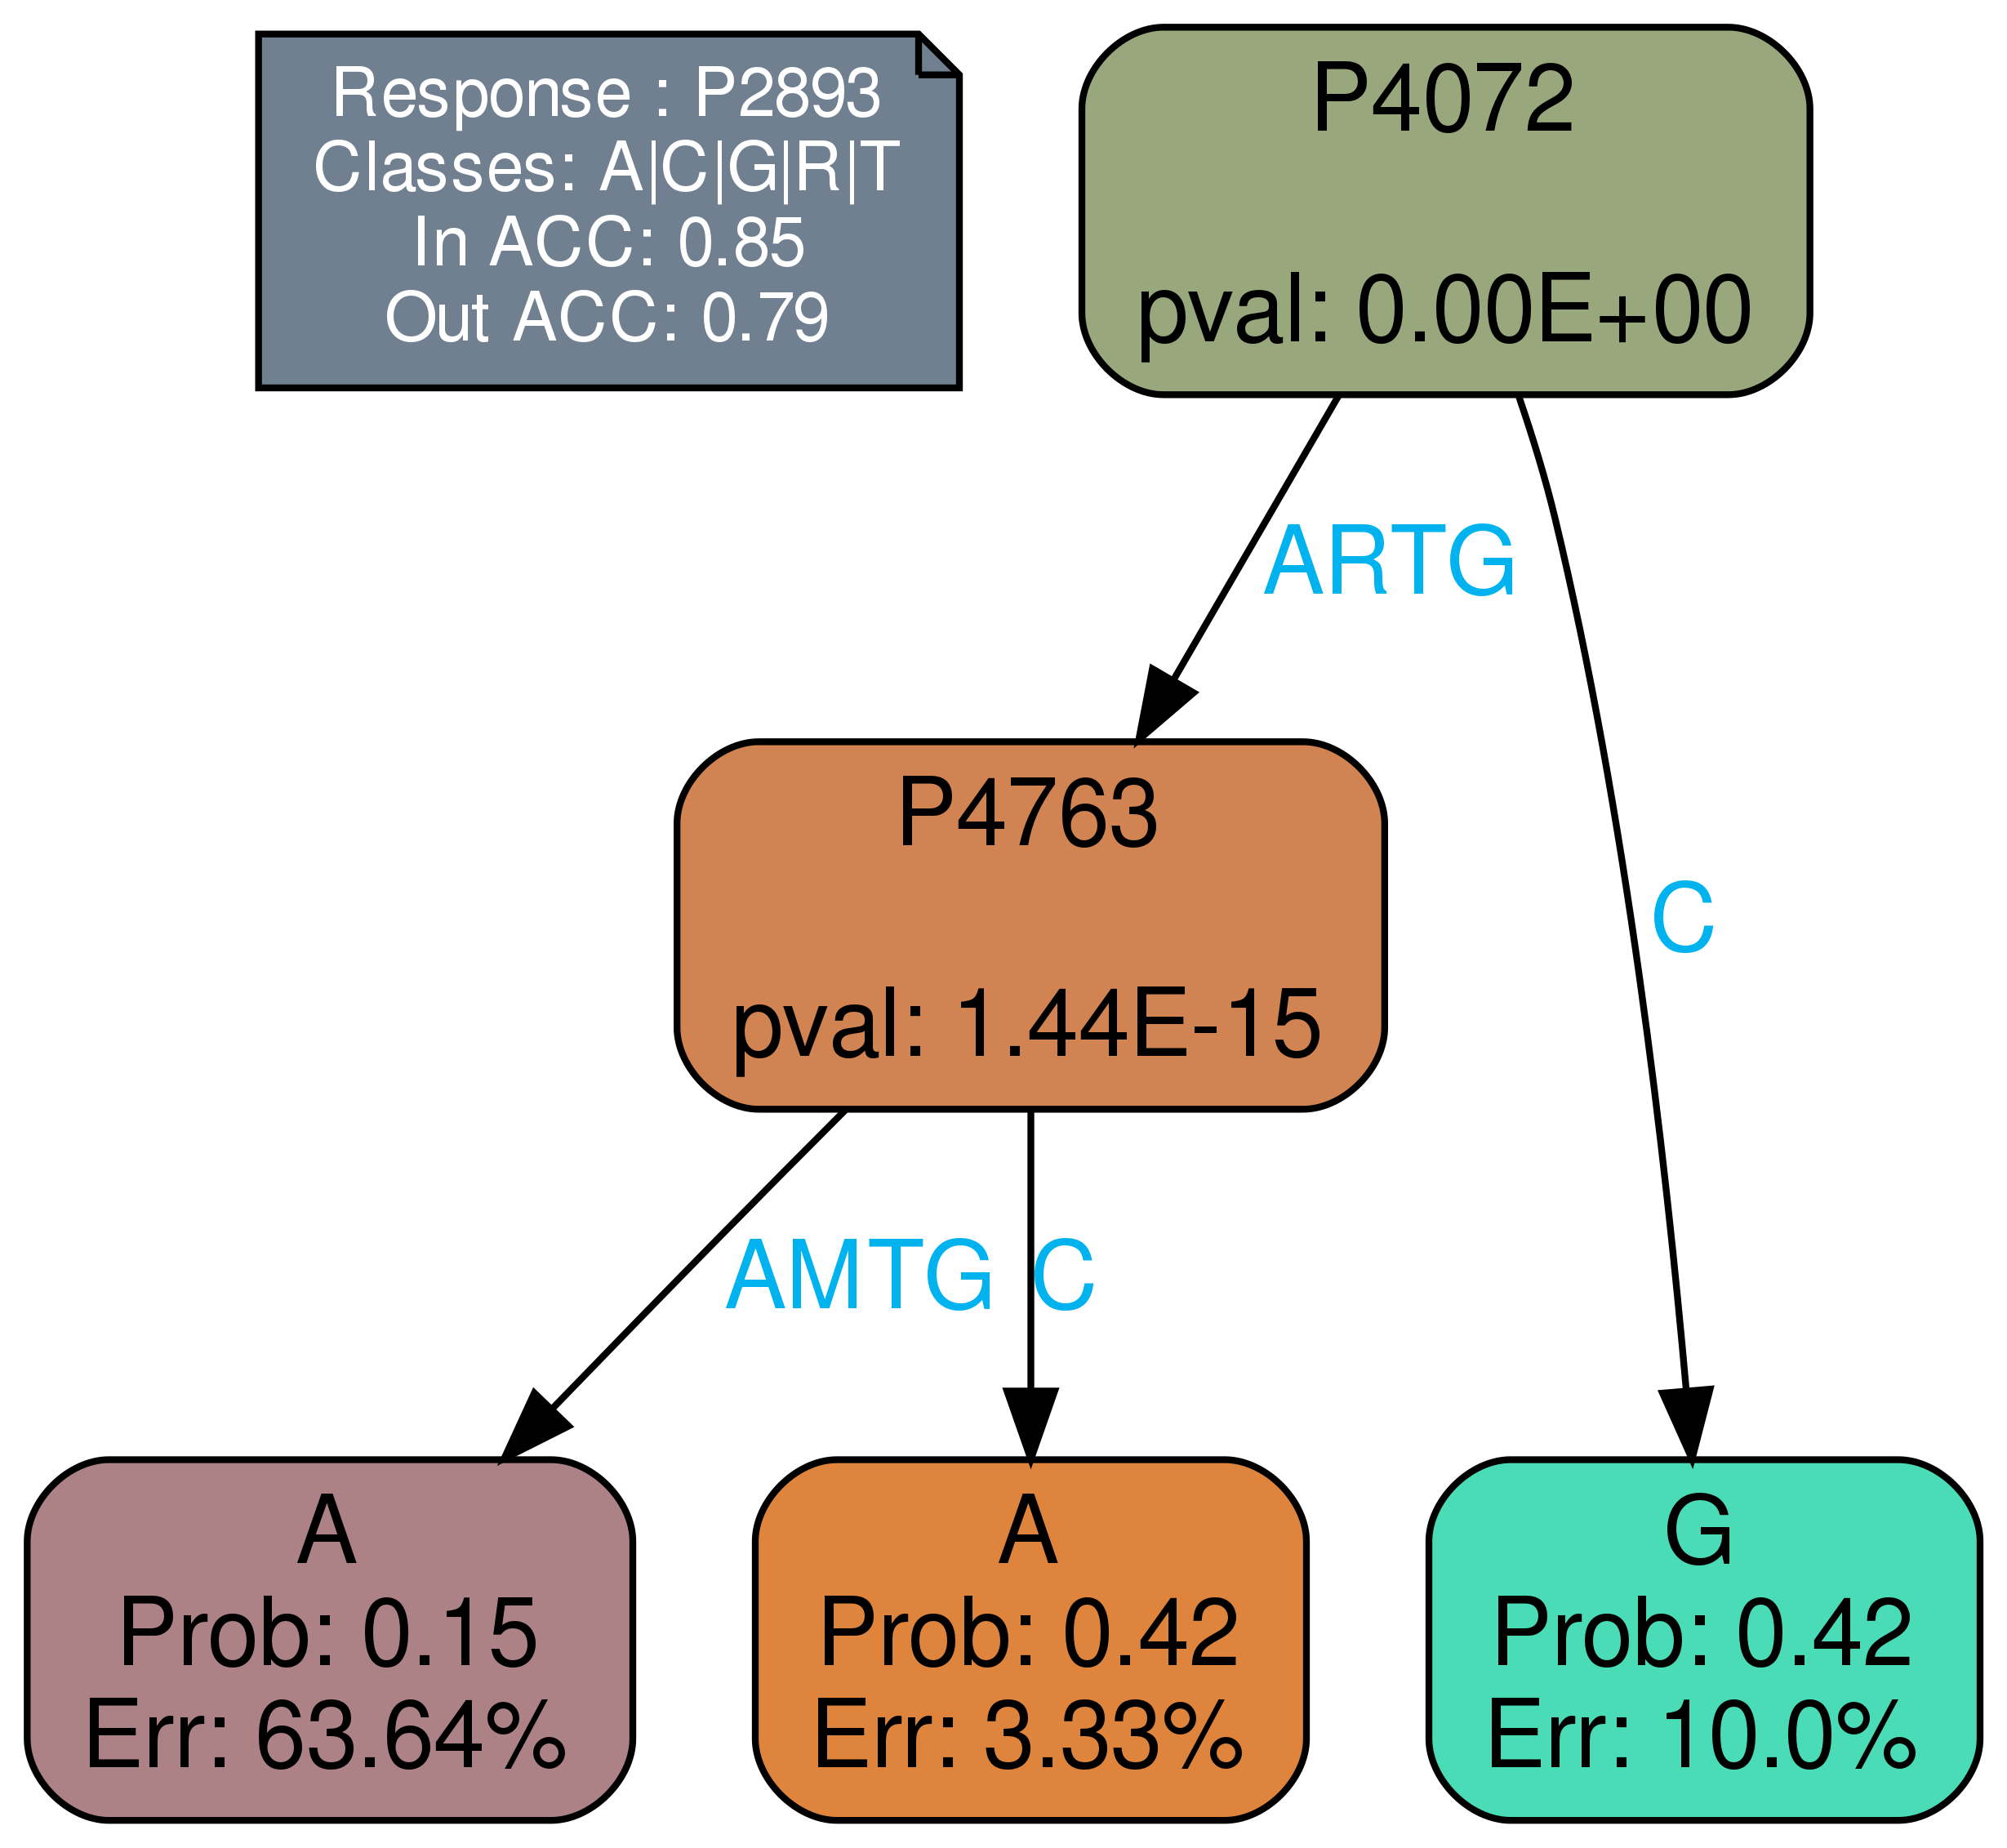 Response : P2893
Classes: A|C|G|R|T
In ACC: 0.85
Out ACC: 0.79
P4072
pval: 0.00E+00
ARTG
P4763
pval: 1.44E-15
C
AMTG
C
A
Prob: 0.15
Err: 63.64%
A
Prob: 0.42
Err: 3.33%
G
Prob: 0.42
Err: 10.0%